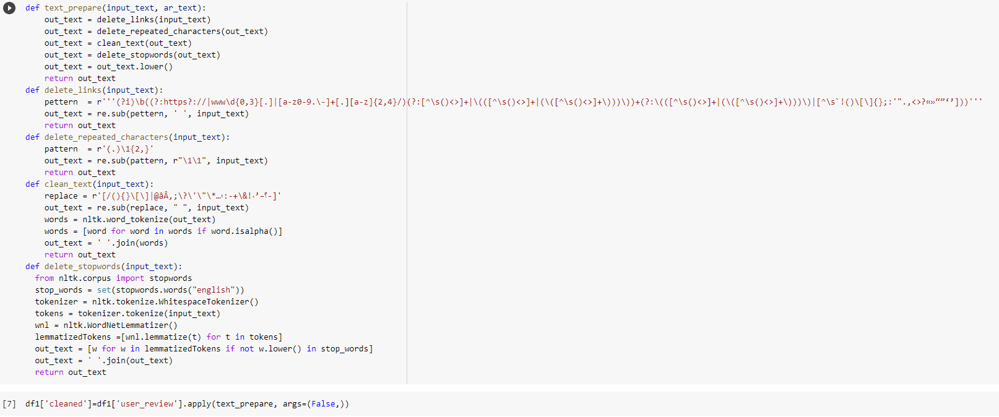 def text_prepare(input_text, ar_text):
    out_text = delete_links(input_text)
    out_text = delete_repeated_characters(out_text)
    out_text = clean_text(out_text)
    out_text = delete_stopwords(out_text)
    out_text = out_text.lower()
    return out_text
def delete_links(input_text):
    pettern  = r'''(?i)\b((?:https?://|www\d{0,3}[.]|[a-z0-9.\-]+[.][a-z]{2,4}/)(?:[^\s()<>]+|\(([^\s()<>]+|(\([^\s()<>]+\)))\))+(?:\(([^\s()<>]+|(\([^\s()<>]+\)))\)|[^\s`!()\[\]{};:'".,<>?«»“”‘’]))'''
    out_text = re.sub(pettern, ' ', input_text)
    return out_text
def delete_repeated_characters(input_text):
    pattern  = r'(.)\1{2,}'
    out_text = re.sub(pattern, r"\1\1", input_text)
    return out_text
def clean_text(input_text):
    replace = r'[/(){}\[\]|@âÂ,;\?\'\"\*…؛:-+\&!،’–؟-]'
    out_text = re.sub(replace, " ", input_text)
    words = nltk.word_tokenize(out_text)
    words = [word for word in words if word.isalpha()]
    out_text = ' '.join(words)
    return out_text
def delete_stopwords(input_text):
  from nltk.corpus import stopwords
  stop_words = set(stopwords.words("english"))
  tokenizer = nltk.tokenize.WhitespaceTokenizer()
  tokens = tokenizer.tokenize(input_text)
  wnl = nltk.WordNetLemmatizer()
  lemmatizedTokens =[wnl.lemmatize(t) for t in tokens]
  out_text = [w for w in lemmatizedTokens if not w.lower() in stop_words]
  out_text = ' '.join(out_text)
  return out_text
[7] df1['cleaned']=df1['user_review'].apply(text_prepare, args=(False,))